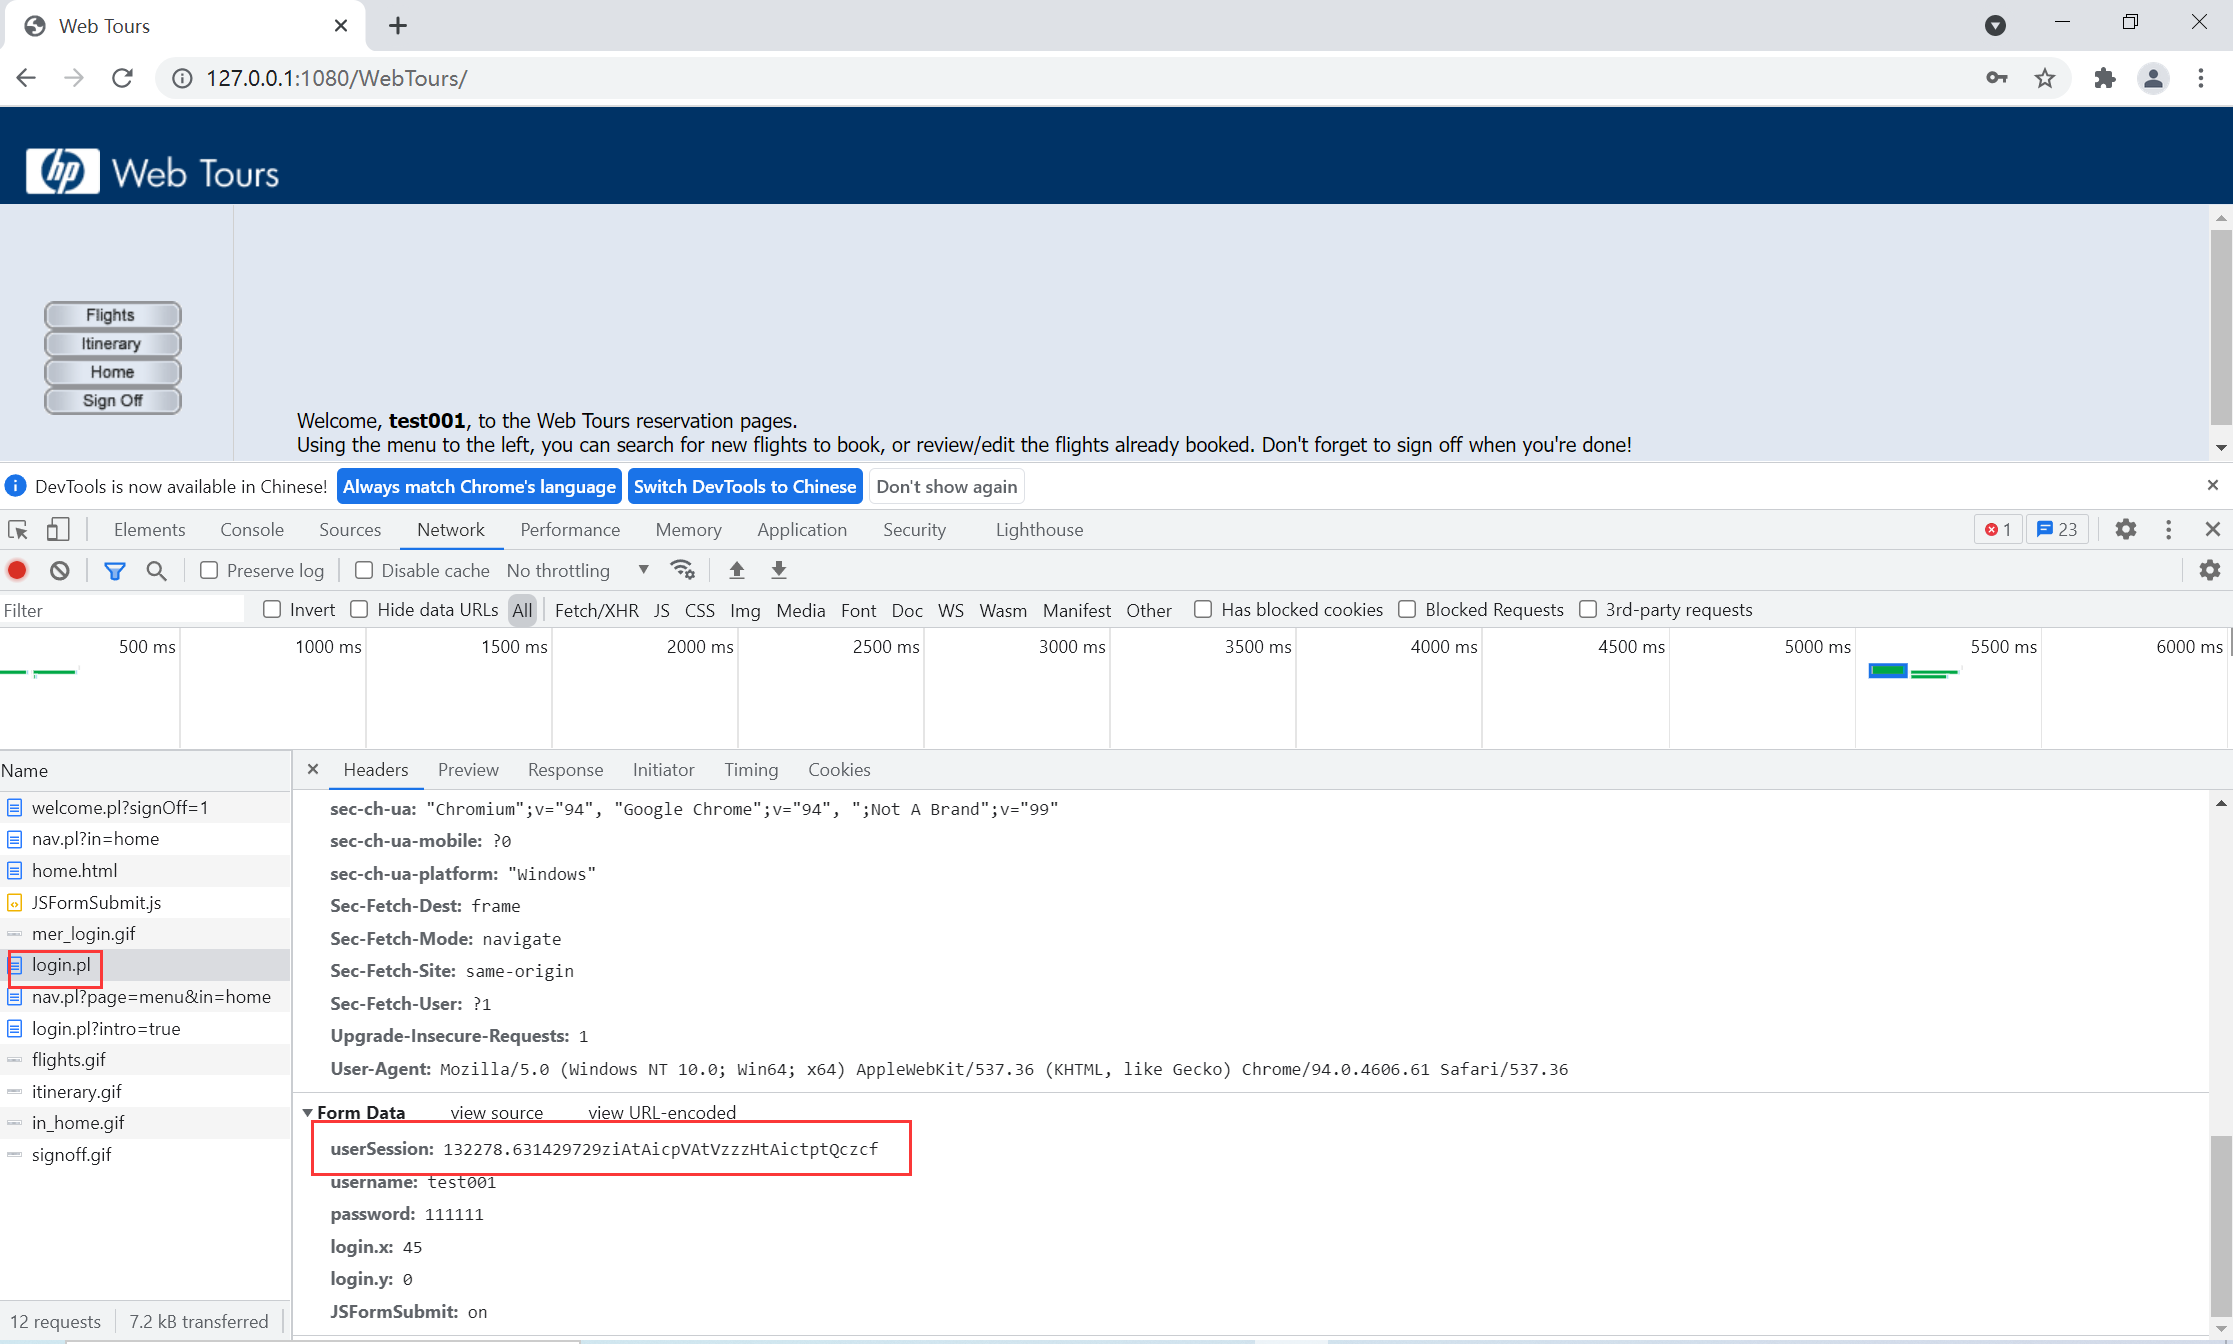 Web Tours
127.0.0.1:1080/WebTours/
hp Web Tours
Flights
Itinerary
Home
Sign Off
Welcome, test001, to the Web Tours reservation pages.
Using the menu to the left, you can search for new flights to book, or review/edit the flights already booked. Don't forget to sign off when you're done!
DevTools is now available in Chinese! Always match Chrome's language Switch DevTools to Chinese Don't show again
Elements Console Sources Network Performance Memory Application Security Lighthouse 1 23
Preserve log Disable cache No throttling
Filter Invert Hide data URLs All Fetch/XHR JS CSS Img Media Font Doc WS Wasm Manifest Other Has blocked cookies Blocked Requests 3rd-party requests
500 ms 1000 ms 1500 ms 2000 ms 2500 ms 3000 ms 3500 ms 4000 ms 4500 ms 5000 ms 5500 ms 6000 ms
Name
welcome.pl?signOff=1
nav.pl?in=home
home.html
JSFormSubmit.js
mer_login.gif
login.pl
nav.pl?page=menu&in=home
login.pl?intro=true
flights.gif
itinerary.gif
in_home.gif
signoff.gif
12 requests 7.2 kB transferred
Headers Preview Response Initiator Timing Cookies
sec-ch-ua: "Chromium";v="94", "Google Chrome";v="94", ";Not A Brand";v="99"
sec-ch-ua-mobile: ?0
sec-ch-ua-platform: "Windows"
Sec-Fetch-Dest: frame
Sec-Fetch-Mode: navigate
Sec-Fetch-Site: same-origin
Sec-Fetch-User: ?1
Upgrade-Insecure-Requests: 1
User-Agent: Mozilla/5.0 (Windows NT 10.0; Win64; x64) AppleWebKit/537.36 (KHTML, like Gecko) Chrome/94.0.4606.61 Safari/537.36
Form Data view source view URL-encoded
userSession: 132278.631429729ziAtAicpVAtVzzzHtAictptQczcf
username: test001
password: 111111
login.x: 45
login.y: 0
JSFormSubmit: on